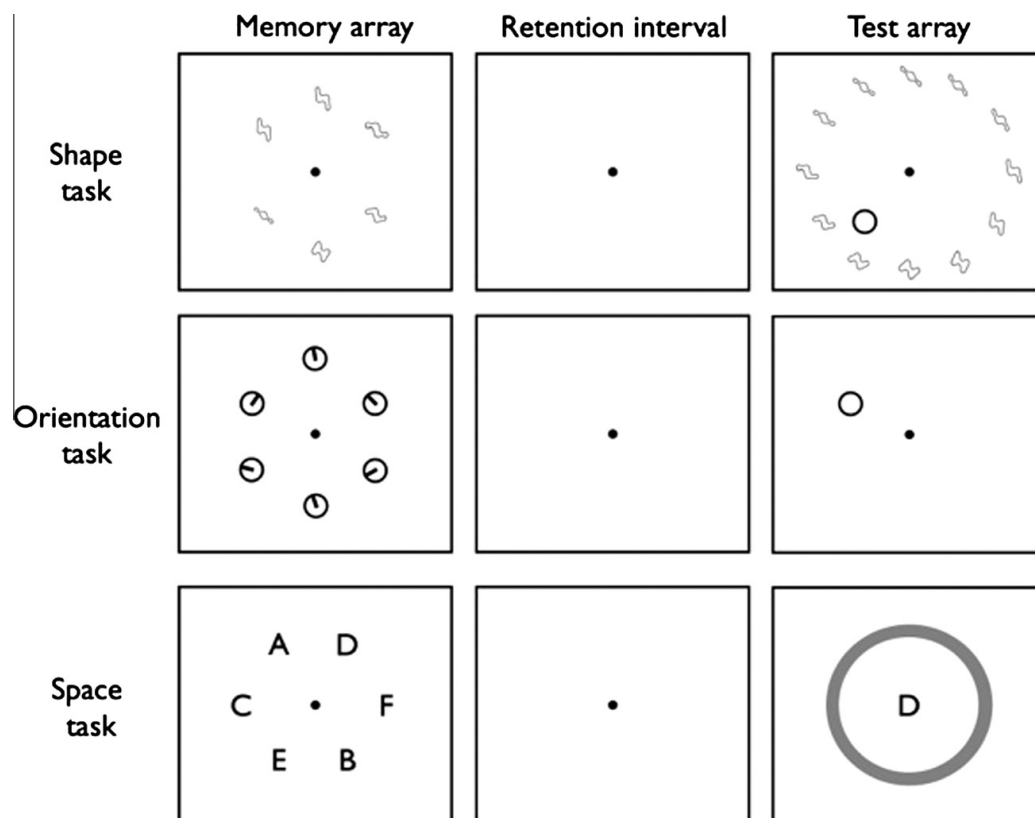 Memory array
Retention interval
Test array
Shape
task
Orientation
task
A D
C F
E B
Space
task
D